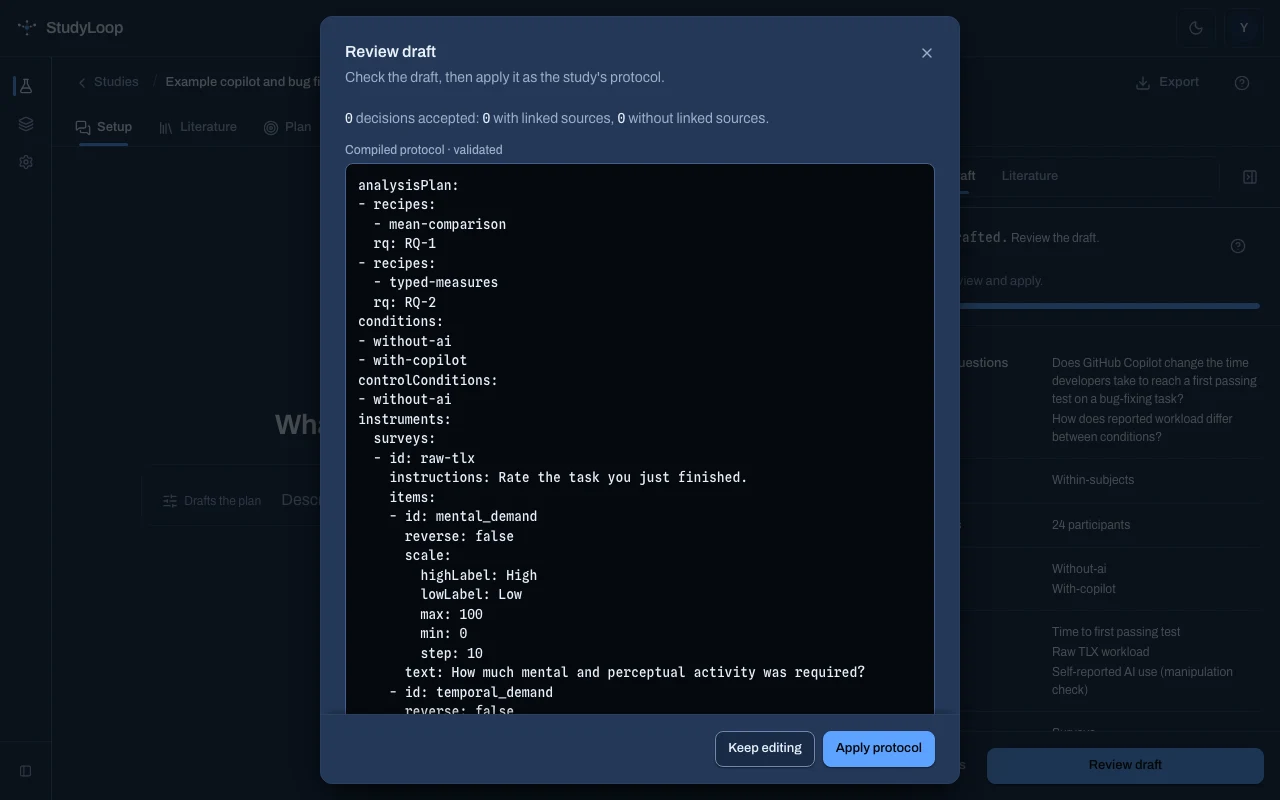 StudyLoop
Y
Studies / Example copilot and bug fi
Export
Setup
Literature
Plan
Review draft
Check the draft, then apply it as the study's protocol.
0 decisions accepted: 0 with linked sources, 0 without linked sources.
Compiled protocol · validated
analysisPlan:
- recipes:
  - mean-comparison
  rq: RQ-1
- recipes:
  - typed-measures
  rq: RQ-2
conditions:
- without-ai
- with-copilot
controlConditions:
- without-ai
instruments:
  surveys:
  - id: raw-tlx
    instructions: Rate the task you just finished.
    items:
    - id: mental_demand
      reverse: false
      scale:
        highLabel: High
        lowLabel: Low
        max: 100
        min: 0
        step: 10
      text: How much mental and perceptual activity was required?
    - id: temporal_demand
      reverse: false
Keep editing
Apply protocol
Drafts the plan
Literature
Review the draft.
and apply.
Does GitHub Copilot change the time
developers take to reach a first passing
test on a bug-fixing task?
How does reported workload differ
between conditions?
Within-subjects
24 participants
Without-ai
With-copilot
Time to first passing test
Raw TLX workload
Self-reported AI use (manipulation
check)
Review draft